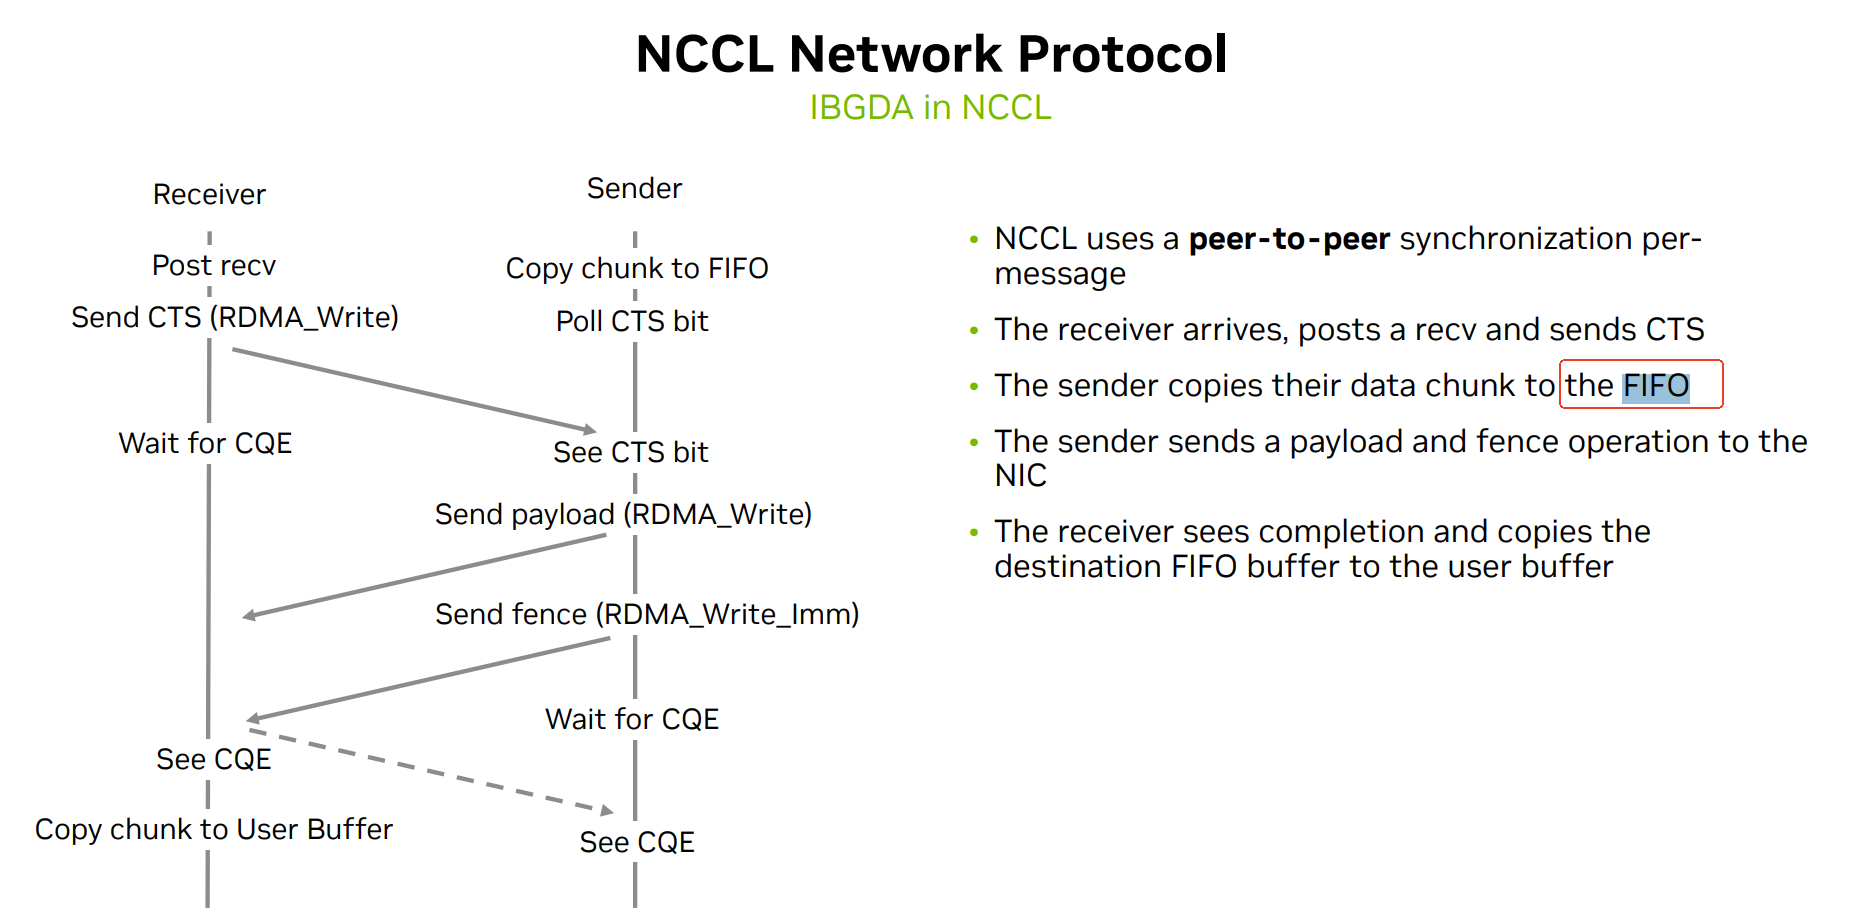 NCCL Network Protocol
IBGDA in NCCL
Receiver
Post recv
Send CTS (RDMA_Write)
Wait for CQE
See CQE
Copy chunk to User Buffer
Sender
Copy chunk to FIFO
Poll CTS bit
See CTS bit
Send payload (RDMA_Write)
Send fence (RDMA_Write_Imm)
Wait for CQE
See CQE
• NCCL uses a peer-to-peer synchronization per-
message
• The receiver arrives, posts a recv and sends CTS
• The sender copies their data chunk to the FIFO
• The sender sends a payload and fence operation to the
NIC
• The receiver sees completion and copies the
destination FIFO buffer to the user buffer